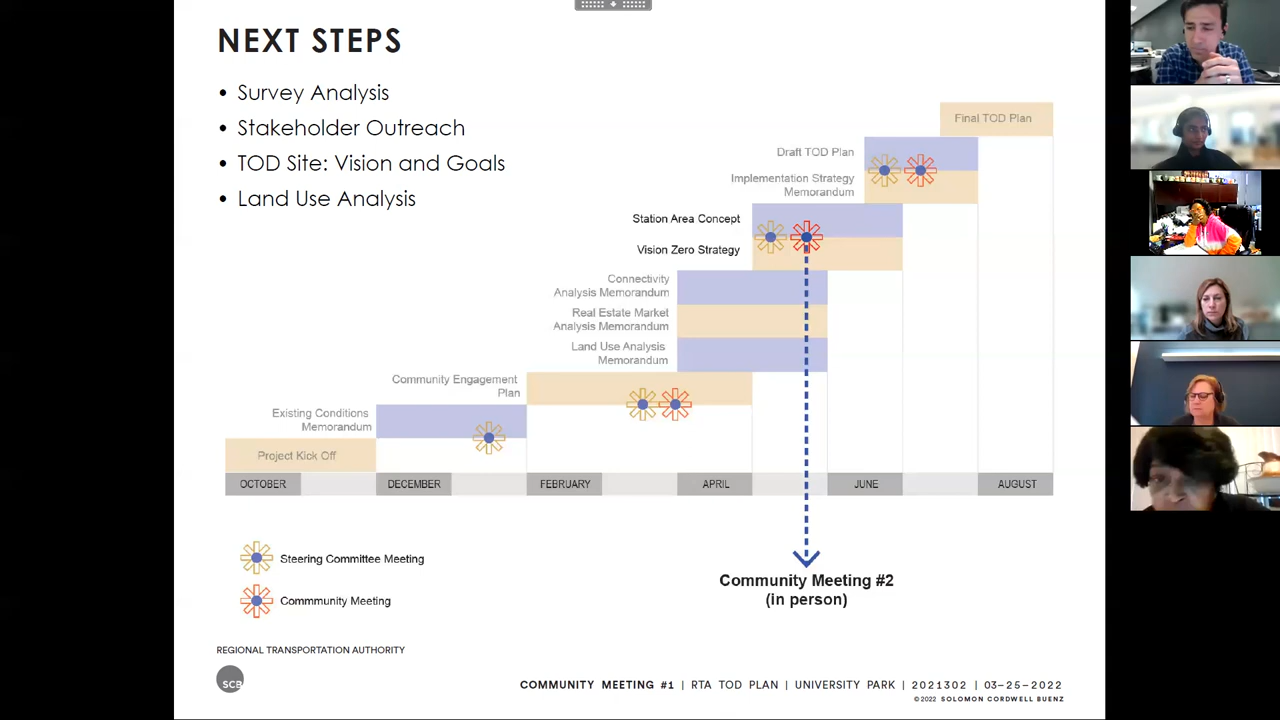 NEXT STEPS
• Survey Analysis
• Stakeholder Outreach
• TOD Site: Vision and Goals
• Land Use Analysis
Final TOD Plan
Draft TOD Plan
Implementation Strategy
Memorandum
Station Area Concept
Vision Zero Strategy
Connectivity
Analysis Memorandum
Real Estate Market
Analysis Memorandum
Land Use Analysis
Memorandum
Community Engagement
Plan
Existing Conditions
Memorandum
Project Kick Off
OCTOBER DECEMBER FEBRUARY APRIL JUNE AUGUST
Steering Committee Meeting
Commmunity Meeting
Community Meeting #2
(in person)
REGIONAL TRANSPORTATION AUTHORITY
SCB
COMMUNITY MEETING #1 | RTA TOD PLAN | UNIVERSITY PARK | 2021302 | 03-25-2022
©2022 SOLOMON CORDWELL BUENZ